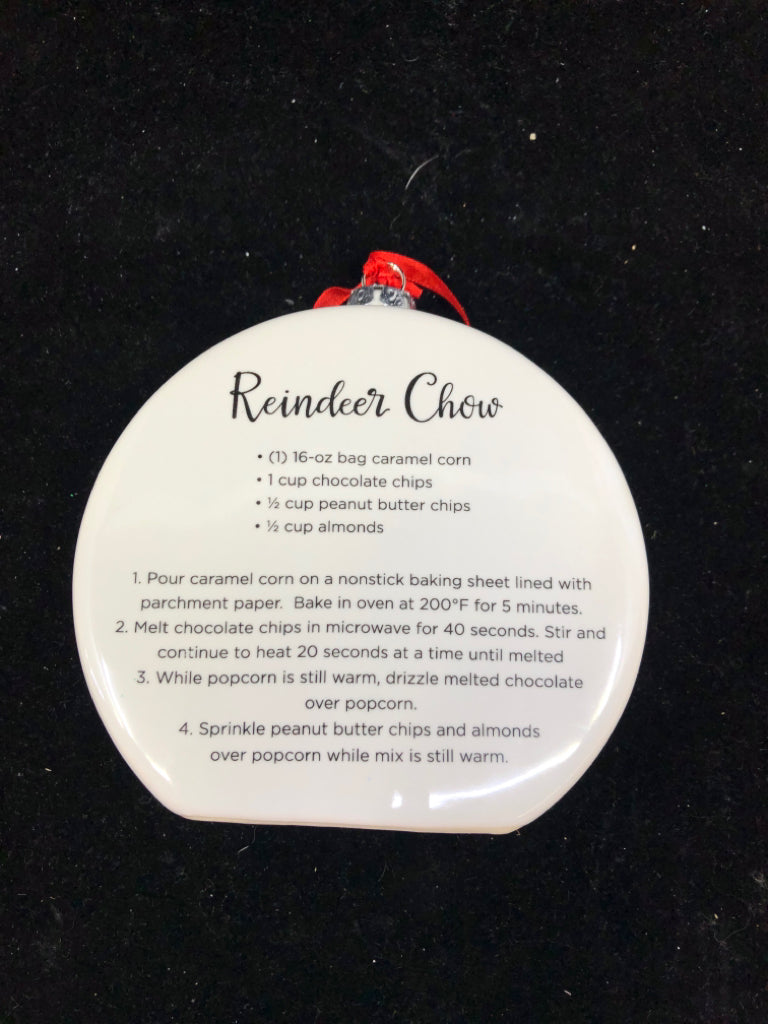 Reindeer Chow
• (1) 16-oz bag caramel corn
• 1 cup chocolate chips
• ½ cup peanut butter chips
• ½ cup almonds
1. Pour caramel corn on a nonstick baking sheet lined with
parchment paper. Bake in oven at 200°F for 5 minutes.
2. Melt chocolate chips in microwave for 40 seconds. Stir and
continue to heat 20 seconds at a time until melted
3. While popcorn is still warm, drizzle melted chocolate
over popcorn.
4. Sprinkle peanut butter chips and almonds
over popcorn while mix is still warm.